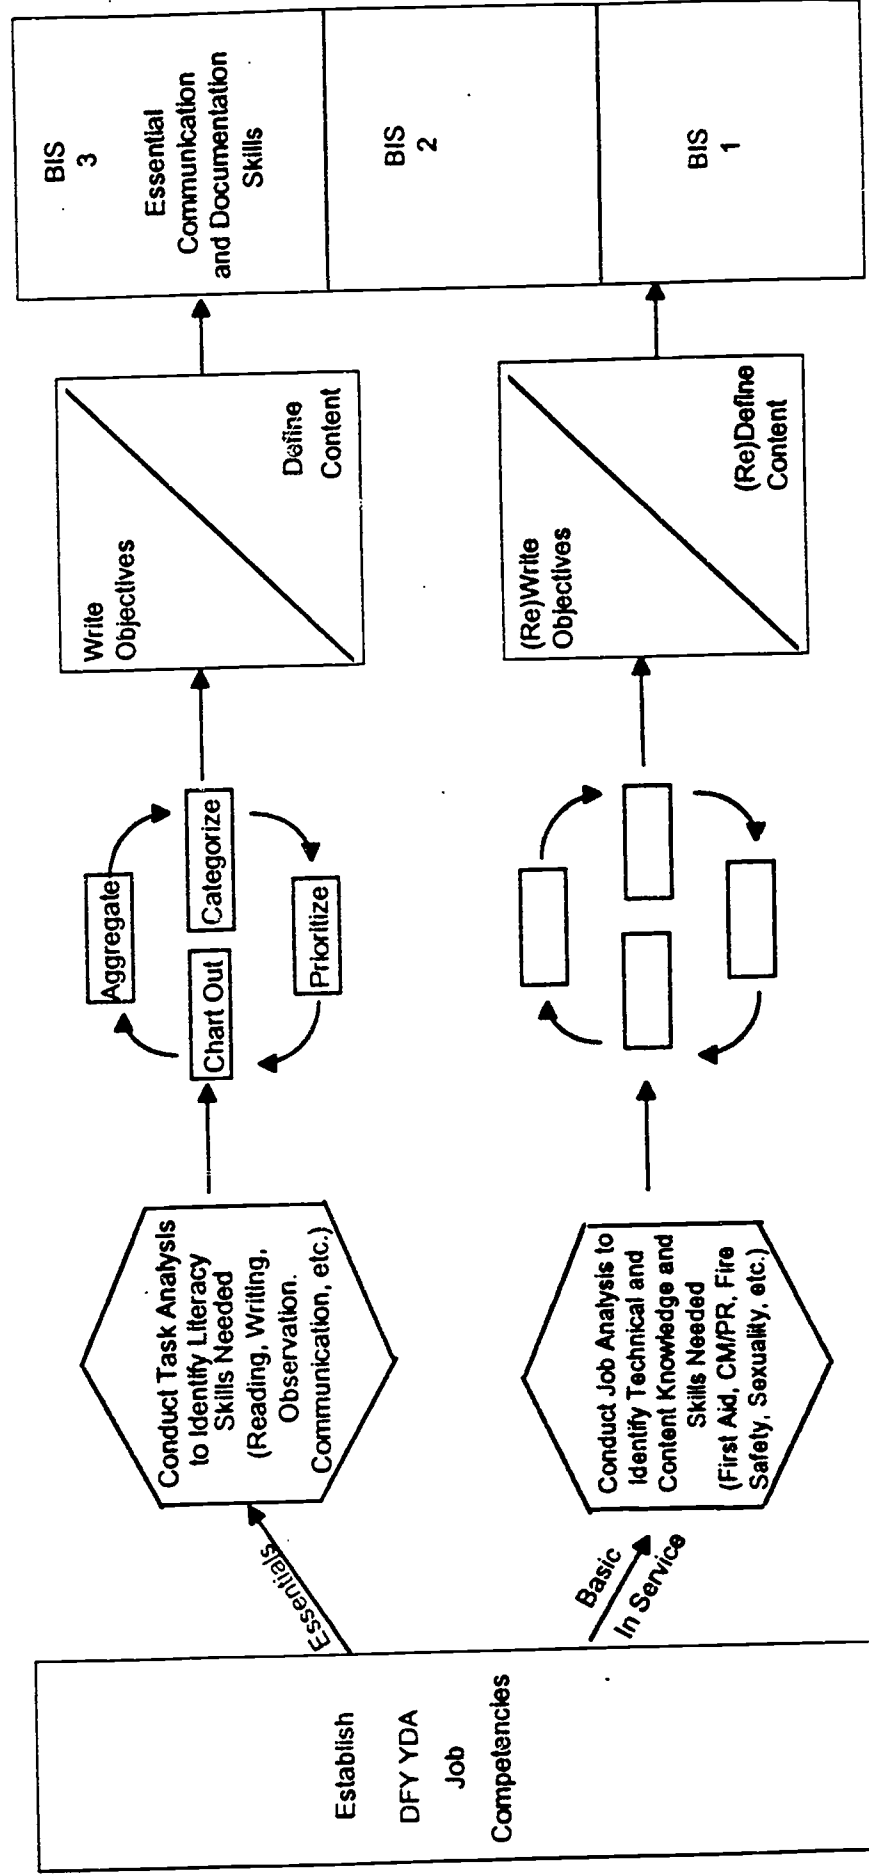 Establish
DFY YDA
Job
Competencies
Essentials
Basic
In Service
Conduct Task Analysis
to Identify Literacy
Skills Needed
(Reading, Writing,
Observation.
Communication, etc.)
Chart Out
Aggregate
Categorize
Prioritize
Write
Objectives
Define
Content
BIS
3
Essential
Communication
and Documentation
Skills
BIS
2
Conduct Job Analysis to
Identify Technical and
Content Knowledge and
Skills Needed
(First Aid, CM/PR, Fire
Safety, Sexuality, etc.)
(Re)Write
Objectives
(Re)Define
Content
BIS
1